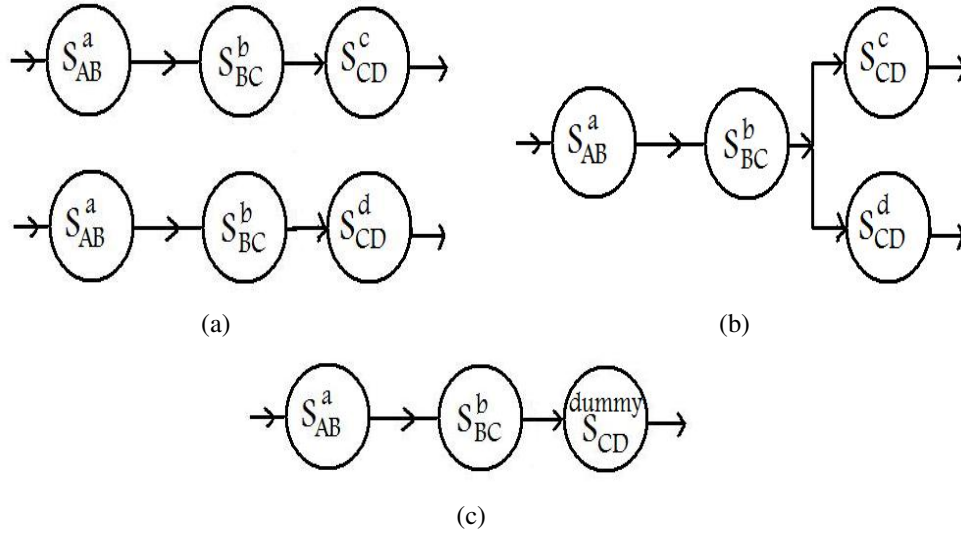 S^a_AB S^b_BC S^c_CD
S^a_AB S^b_BC S^d_CD
(a)
S^c_CD
S^a_AB S^b_BC
S^d_CD
(b)
S^a_AB S^b_BC S^dummy_CD
(c)